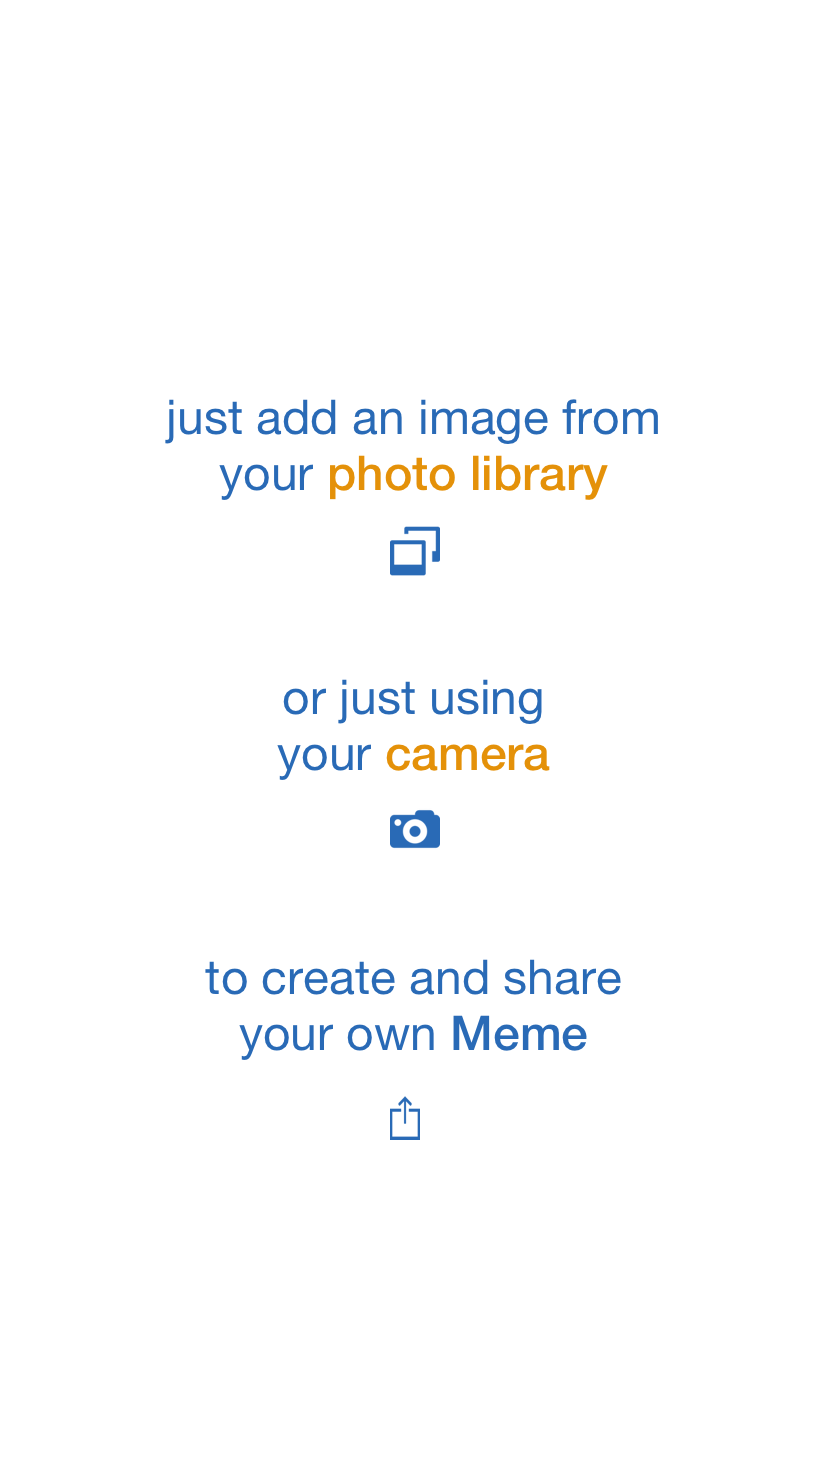 just add an image from
your photo library
or just using
your camera
to create and share
your own Meme